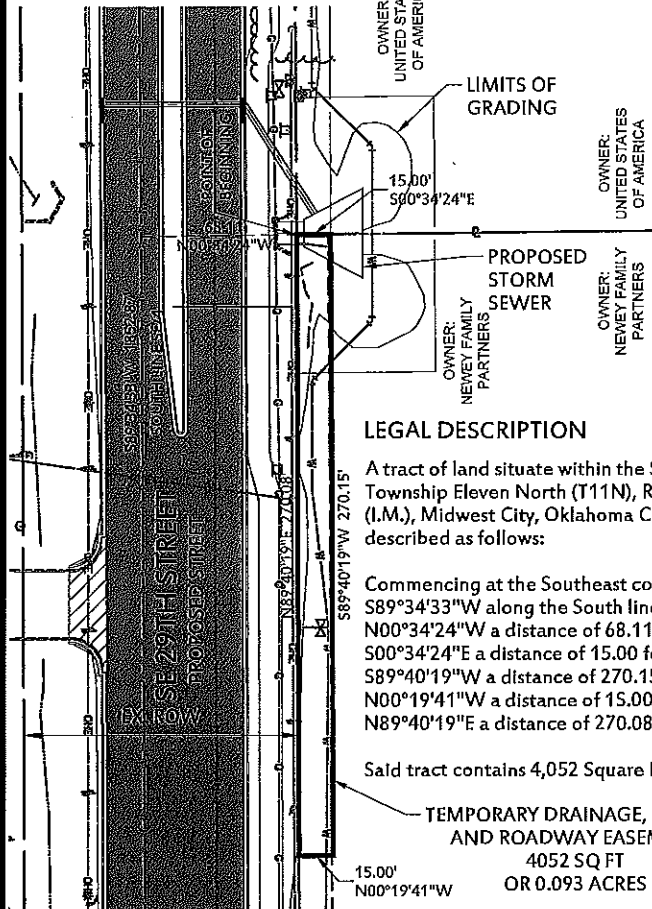 OWNER:
UNITED STA
OF AMERI
LIMITS OF
GRADING
OWNER:
UNITED STATES
OF AMERICA
POINT OF
BEGINNING
15.00'
S00°34'24"E
N00°34'24"W
PROPOSED
STORM
SEWER
OWNER:
NEWEY FAMILY
PARTNERS
OWNER:
NEWEY FAMILY
PARTNERS
SE 29TH STREET
PROPOSED STREET
EX. ROW
N89°40'19"E 270.08'
S89°40'19"W 270.15'
LEGAL DESCRIPTION
A tract of land situate within the S
Township Eleven North (T11N), R
(I.M.), Midwest City, Oklahoma C
described as follows:
Commencing at the Southeast co
S89°34'33"W along the South line
N00°34'24"W a distance of 68.11
S00°34'24"E a distance of 15.00 fe
S89°40'19"W a distance of 270.15
N00°19'41"W a distance of 15.00
N89°40'19"E a distance of 270.08
Said tract contains 4,052 Square
TEMPORARY DRAINAGE,
AND ROADWAY EASEM
4052 SQ FT
OR 0.093 ACRES
15.00'
N00°19'41"W